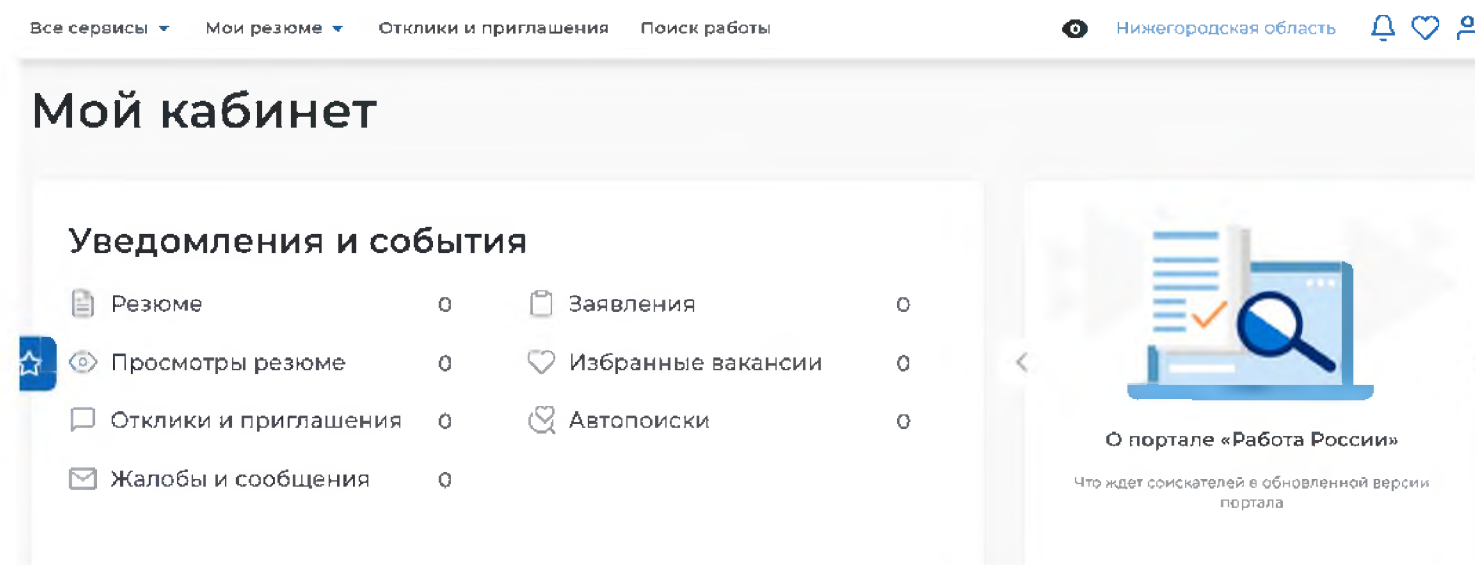 Все сервисы Мои резюме Отклики и приглашения Поиск работы Нижегородская область
Мой кабинет
Уведомления и события
Резюме 0 Заявления 0
Просмотры резюме 0 Избранные вакансии 0
Отклики и приглашения 0 Автопоиски 0
Жалобы и сообщения 0
О портале «Работа России»
Что ждет соискателей в обновленной версии
портала